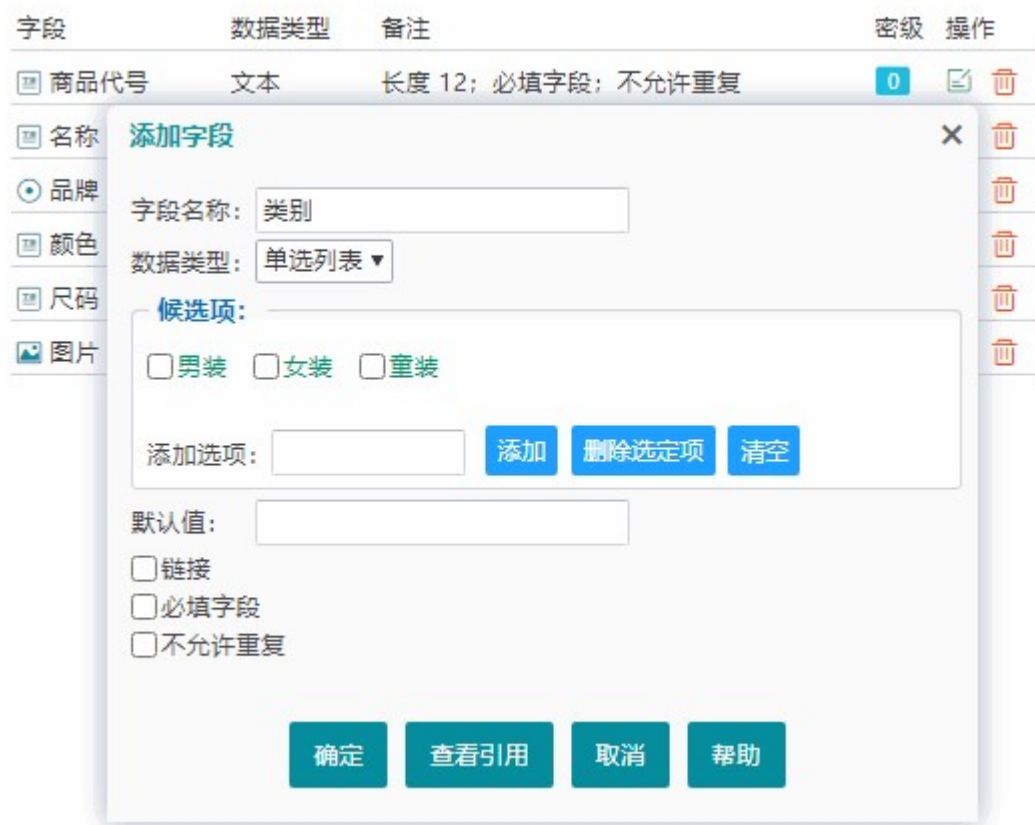 字段 数据类型 备注 密级 操作
商品代号 文本 长度 12；必填字段；不允许重复 0
名称
品牌
颜色
尺码
图片
添加字段 ×
字段名称： 类别
数据类型： 单选列表▼
候选项：
男装 女装 童装
添加选项： 添加 删除选定项 清空
默认值：
链接
必填字段
不允许重复
确定 查看引用 取消 帮助